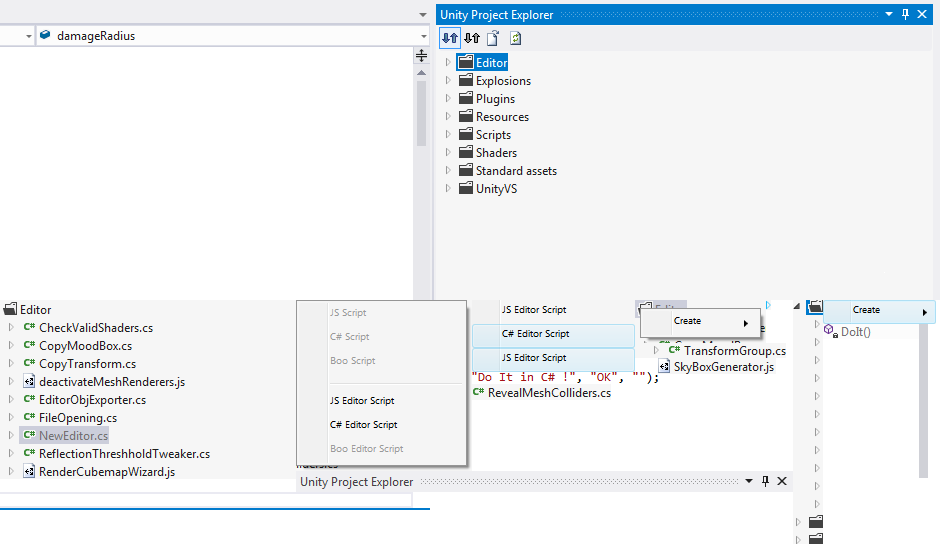 Unity Project Explorer
damageRadius
Editor
Explosions
Plugins
Resources
Scripts
Shaders
Standard assets
UnityVS
Editor
C# CheckValidShaders.cs
C# CopyMoodBox.cs
C# CopyTransform.cs
deactivateMeshRenderers.js
C# EditorObjExporter.cs
C# FileOpening.cs
C# NewEditor.cs
C# ReflectionThreshholdTweaker.cs
RenderCubemapWizard.js
JS Script
C# Script
Boo Script
JS Editor Script
C# Editor Script
Boo Editor Script
Unity Project Explorer
JS Editor Script
C# Editor Script
JS Editor Script
"Do It in C# !", "OK", "");
C# RevealMeshColliders.cs
Create
C# TransformGroup.cs
SkyBoxGenerator.js
Create
DoIt()